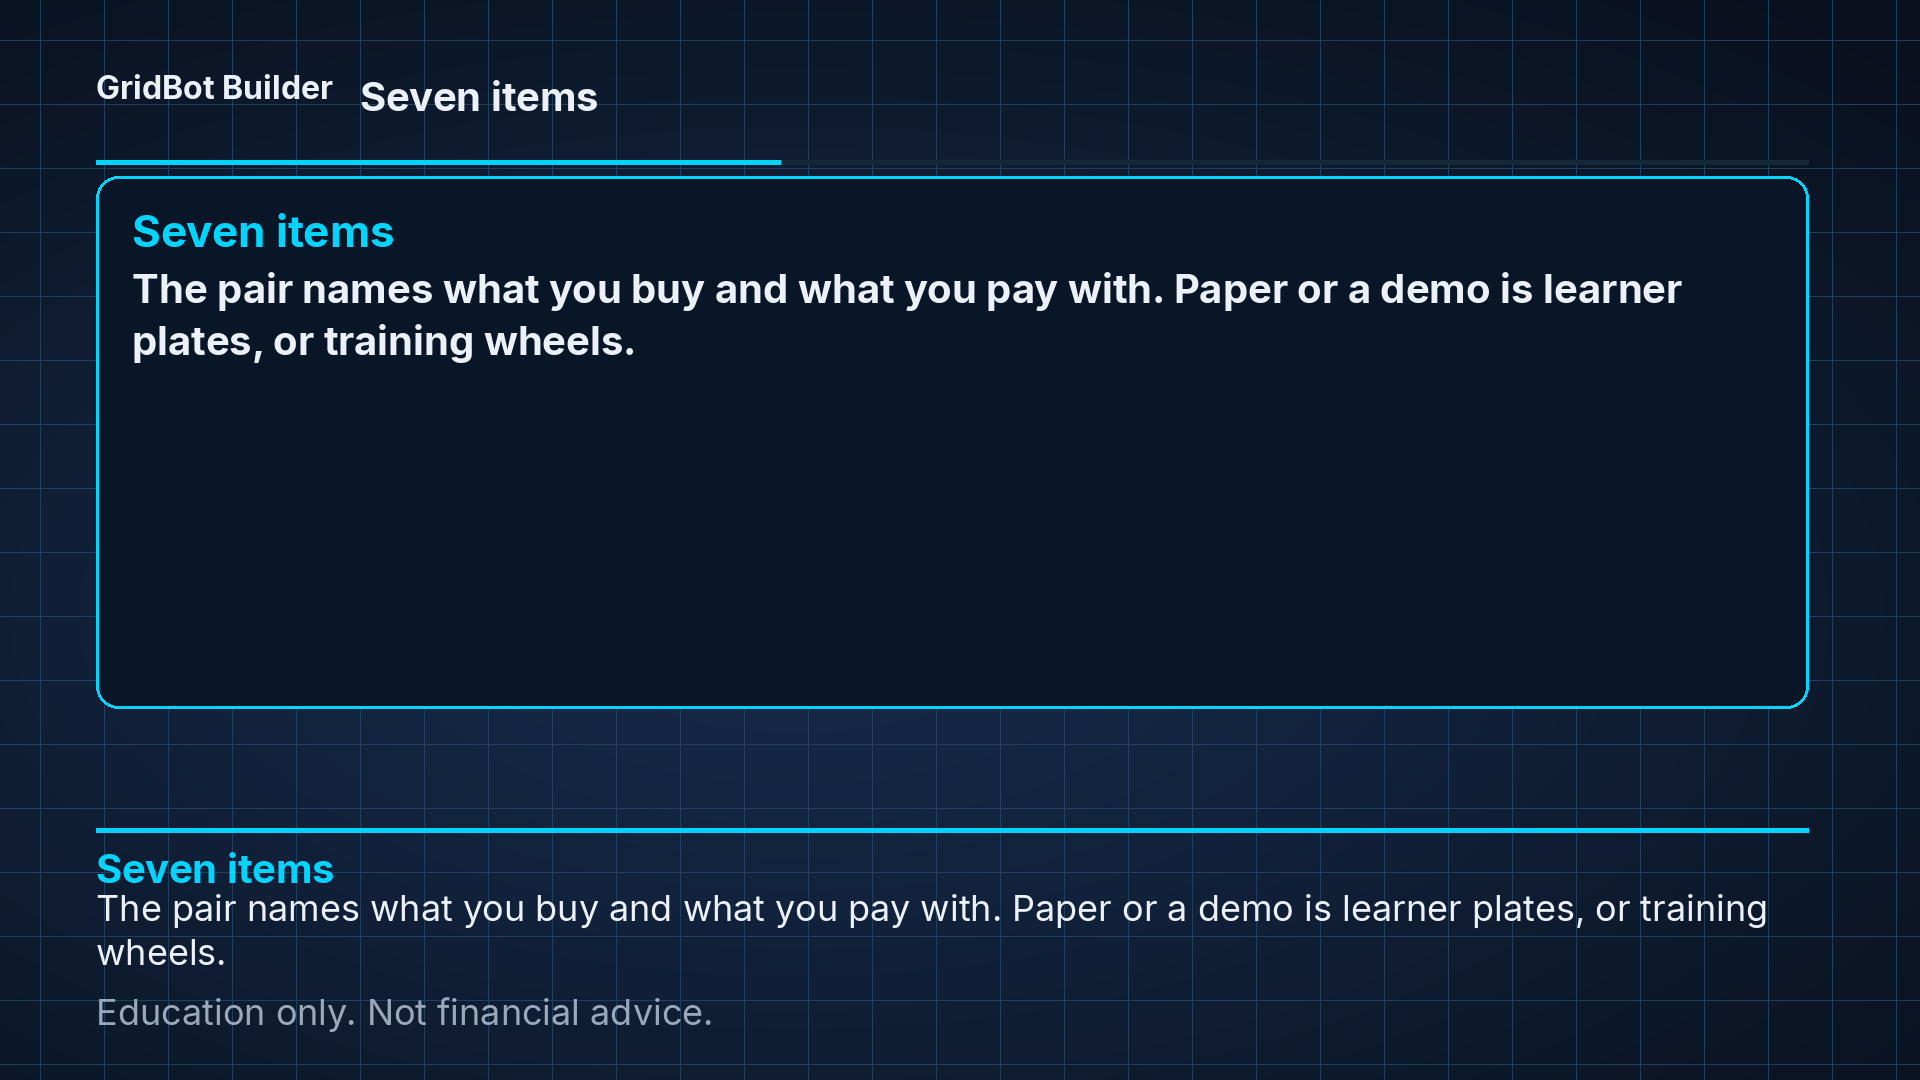 GridBot Builder
Seven items
Seven items
The pair names what you buy and what you pay with. Paper or a demo is learner
plates, or training wheels.
Seven items
The pair names what you buy and what you pay with. Paper or a demo is learner plates, or training
wheels.
Education only. Not financial advice.